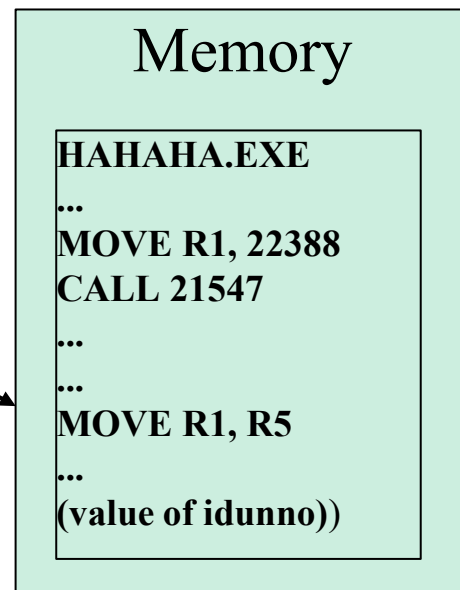 Memory
HAHAHA.EXE
...
MOVE R1, 22388
CALL 21547
...
...
MOVE R1, R5
...
(value of idunno))